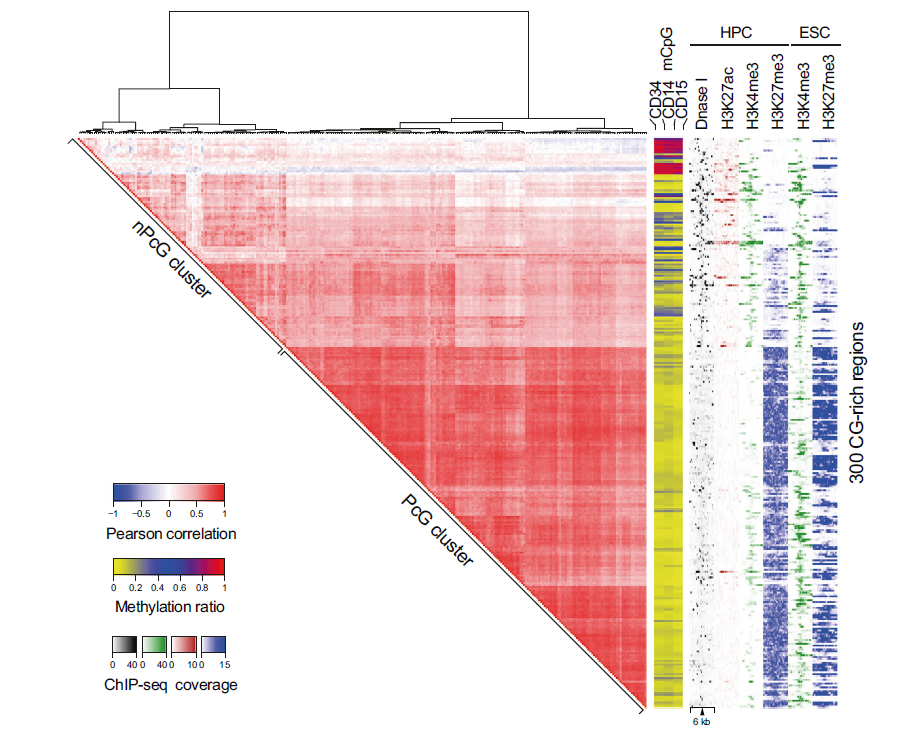 mCpG
HPC
ESC
CD34
CD14
CD15
Dnase I
H3K27ac
H3K4me3
H3K27me3
H3K4me3
H3K27me3
nPcG cluster
PcG cluster
300 CG-rich regions
−1 −0.5 0 0.5 1
Pearson correlation
0 0.2 0.4 0.6 0.8 1
Methylation ratio
0 40 0 40 0 10 0 15
ChIP-seq coverage
6 kb